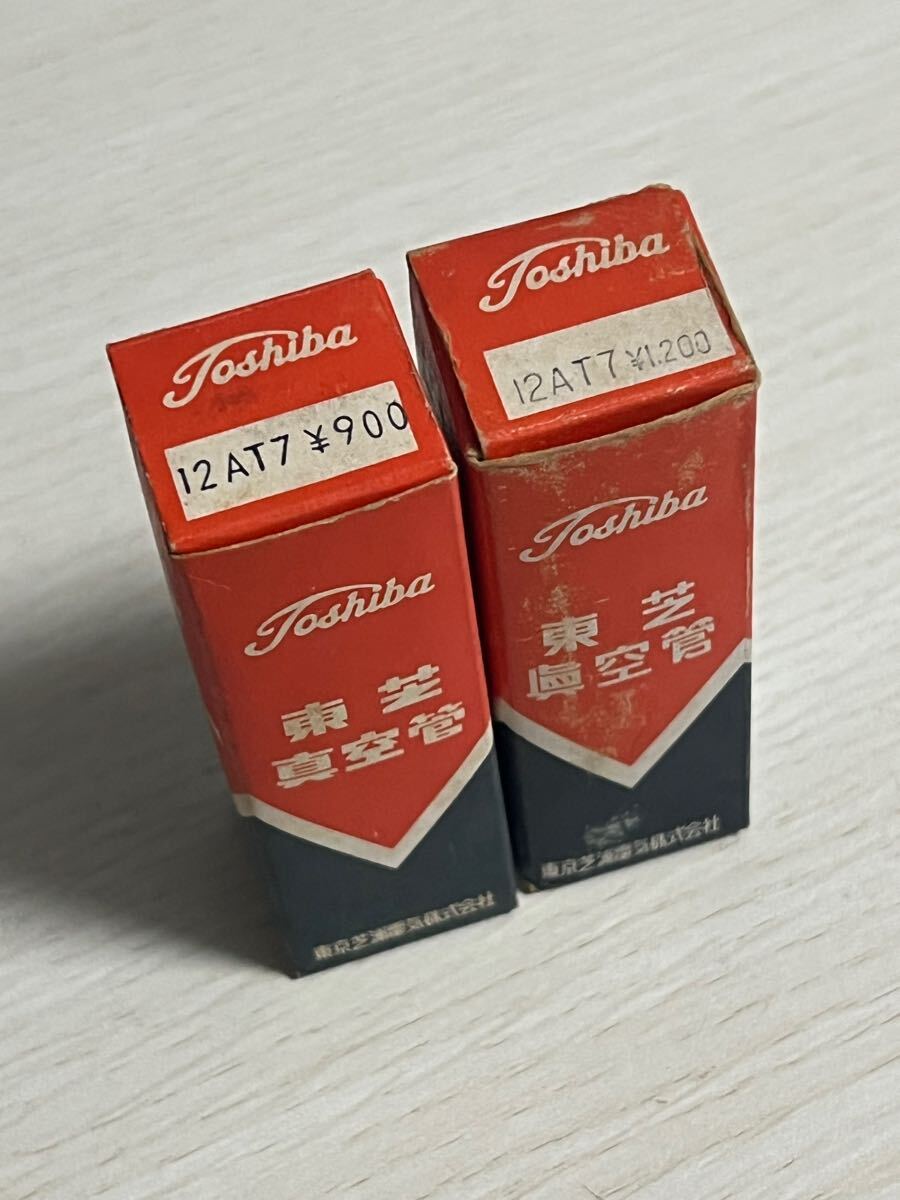 Toshiba
12AT7 ¥900
Toshiba
東芝
真空管
東京芝浦電気株式会社
Toshiba
12AT7 ¥1.200
Toshiba
東芝
眞空管
東京芝浦電気株式会社